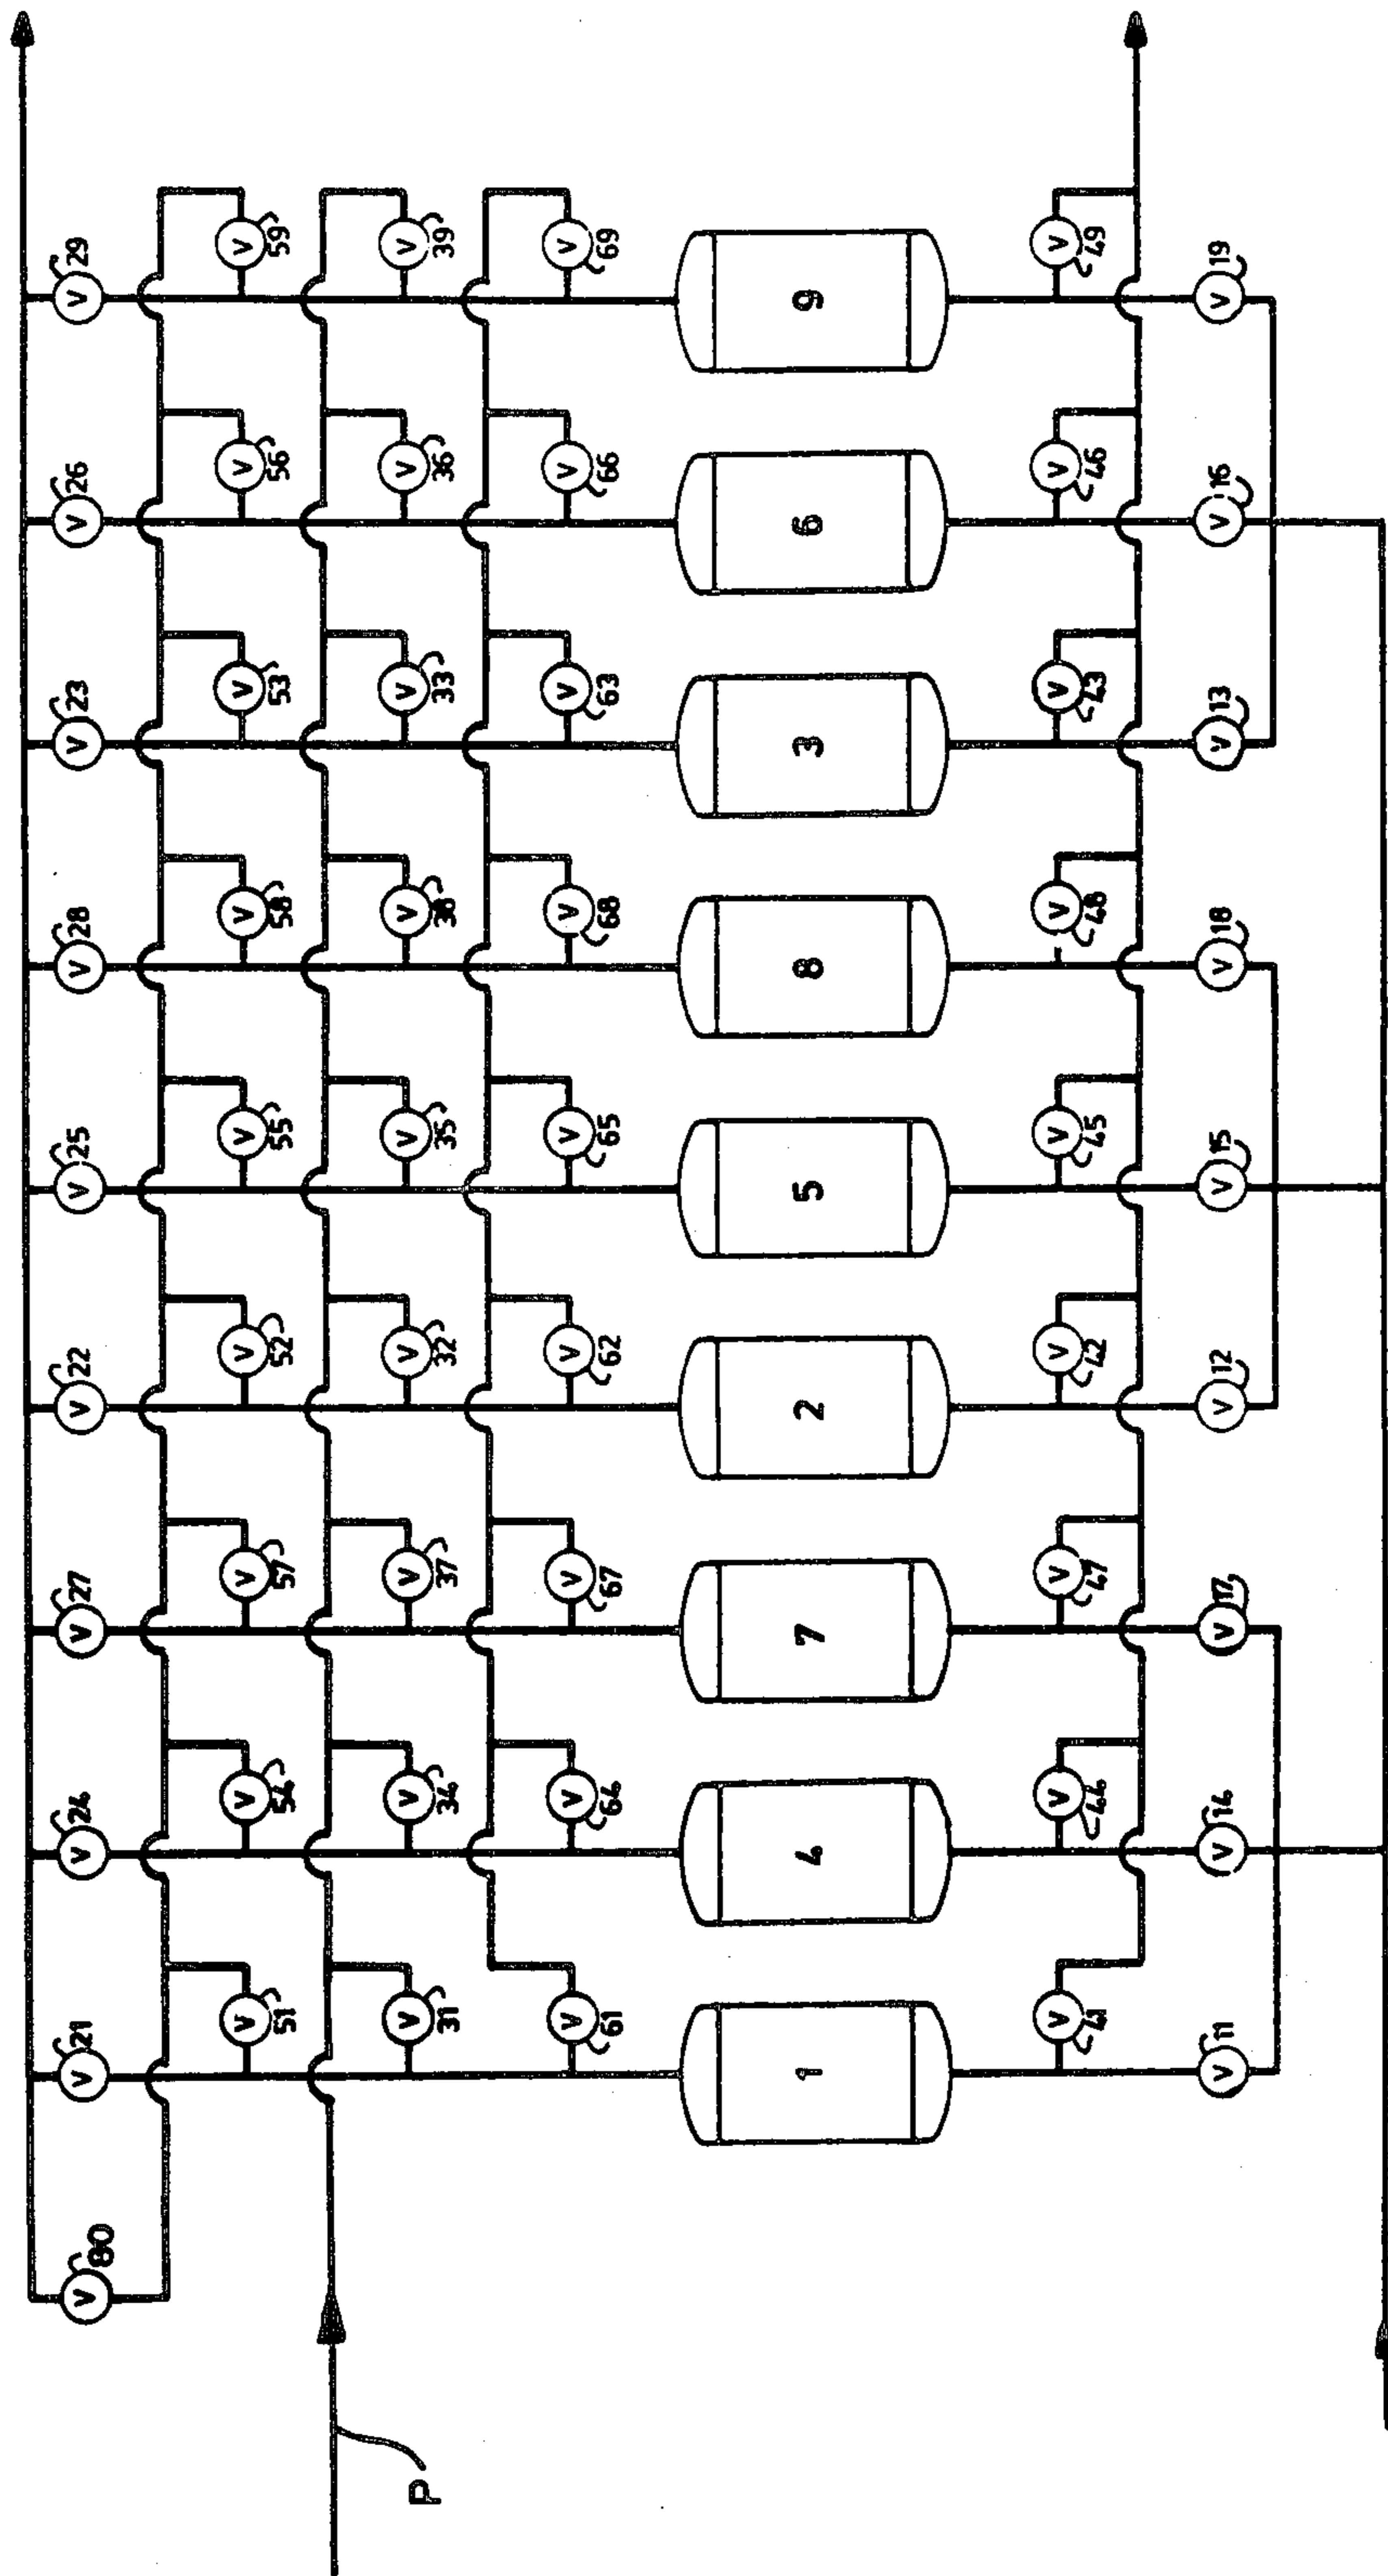 V 80 V 21 V 24 V 27 V 22 V 25 V 28 V 23 V 26 V 29
V 51 V 54 V 57 V 52 V 55 V 58 V 53 V 56 V 59
P
V 31 V 34 V 37 V 32 V 35 V 38 V 33 V 36 V 39
V 61 V 64 V 67 V 62 V 65 V 68 V 63 V 66 V 69
1 4 7 2 5 8 3 6 9
V 41 V 44 V 47 V 42 V 45 V 48 V 43 V 46 V 49
V 11 V 14 V 17 V 12 V 15 V 18 V 13 V 16 V 19